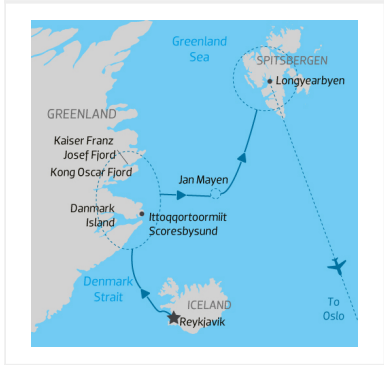 Greenland
Sea
SPITSBERGEN
Longyearbyen
GREENLAND
Kaiser Franz
Josef Fjord
Kong Oscar Fjord
Jan Mayen
Danmark
Island
Ittoqqortoormiit
Scoresbysund
Denmark
Strait
ICELAND
Reykjavik
To
Oslo